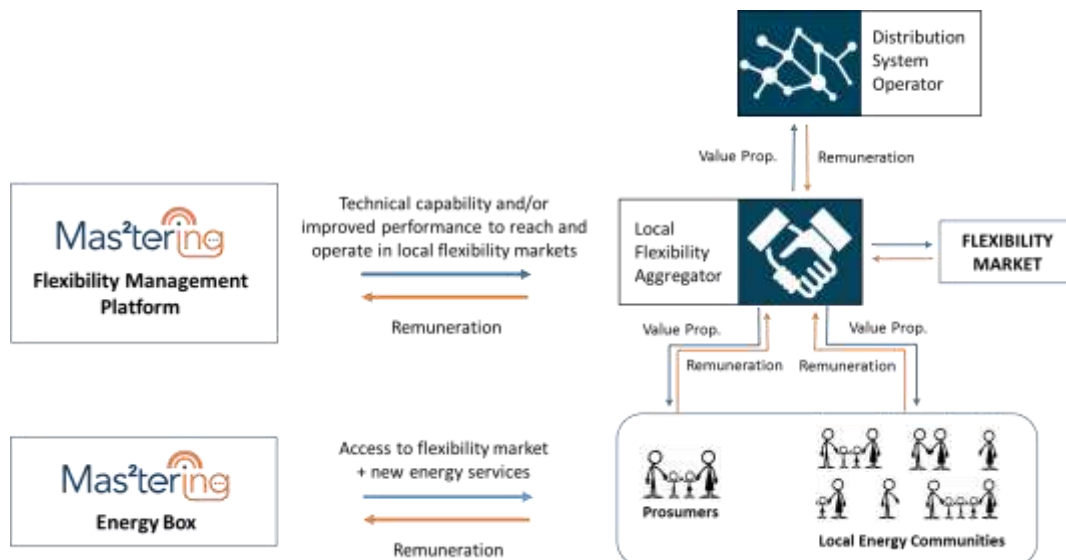 Distribution
System
Operator
Value Prop.
Remuneration
Mas²tering
Flexibility Management
Platform
Technical capability and/or
improved performance to reach and
operate in local flexibility markets
Remuneration
Local
Flexibility
Aggregator
FLEXIBILITY
MARKET
Value Prop.
Value Prop.
Remuneration
Remuneration
Mas²tering
Energy Box
Access to flexibility market
+ new energy services
Remuneration
Prosumers
Local Energy Communities